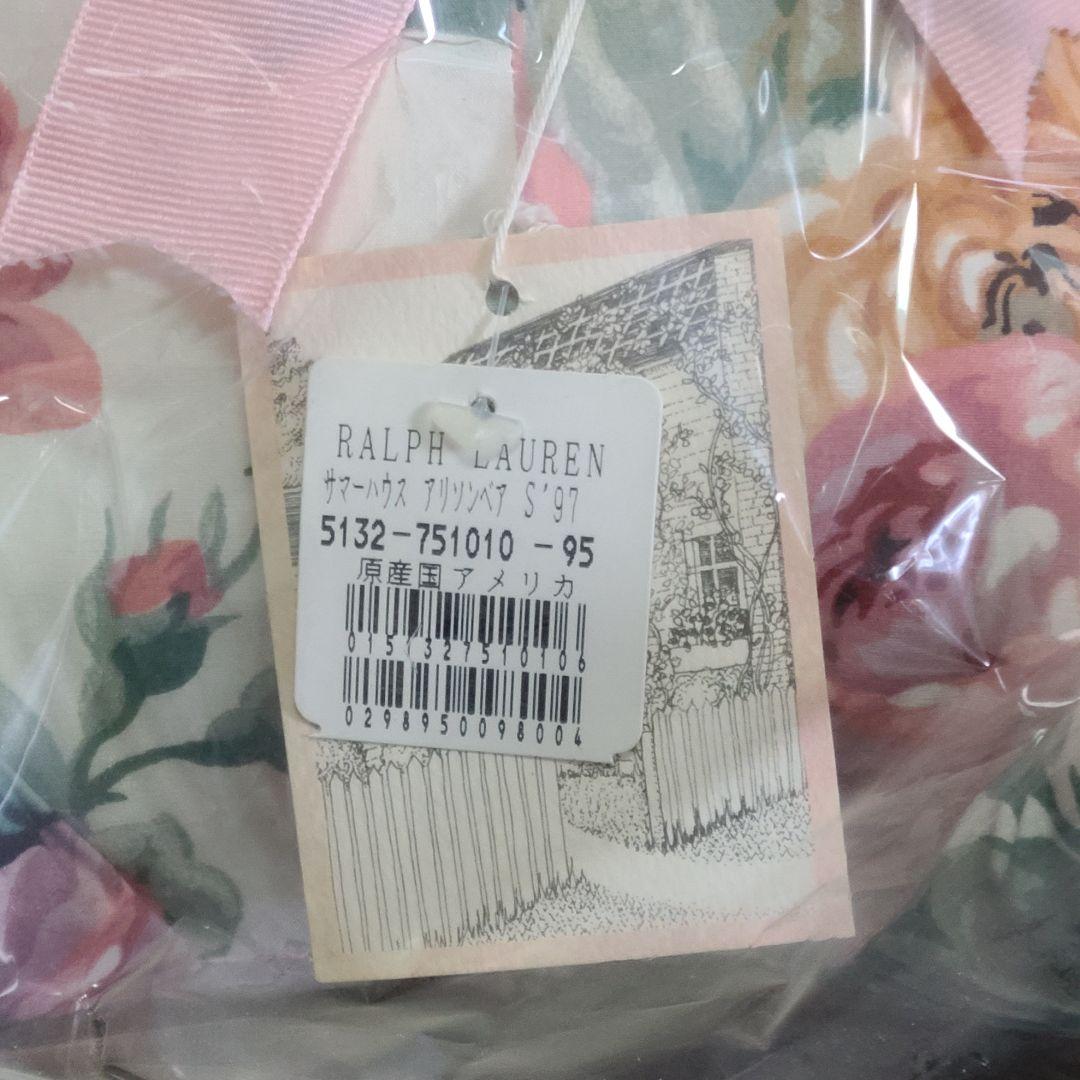 RALPH LAUREN
サマーハウス アリソンベア S'97
5132-751010 -95
原産国アメリカ
0151327510106
0298950098004